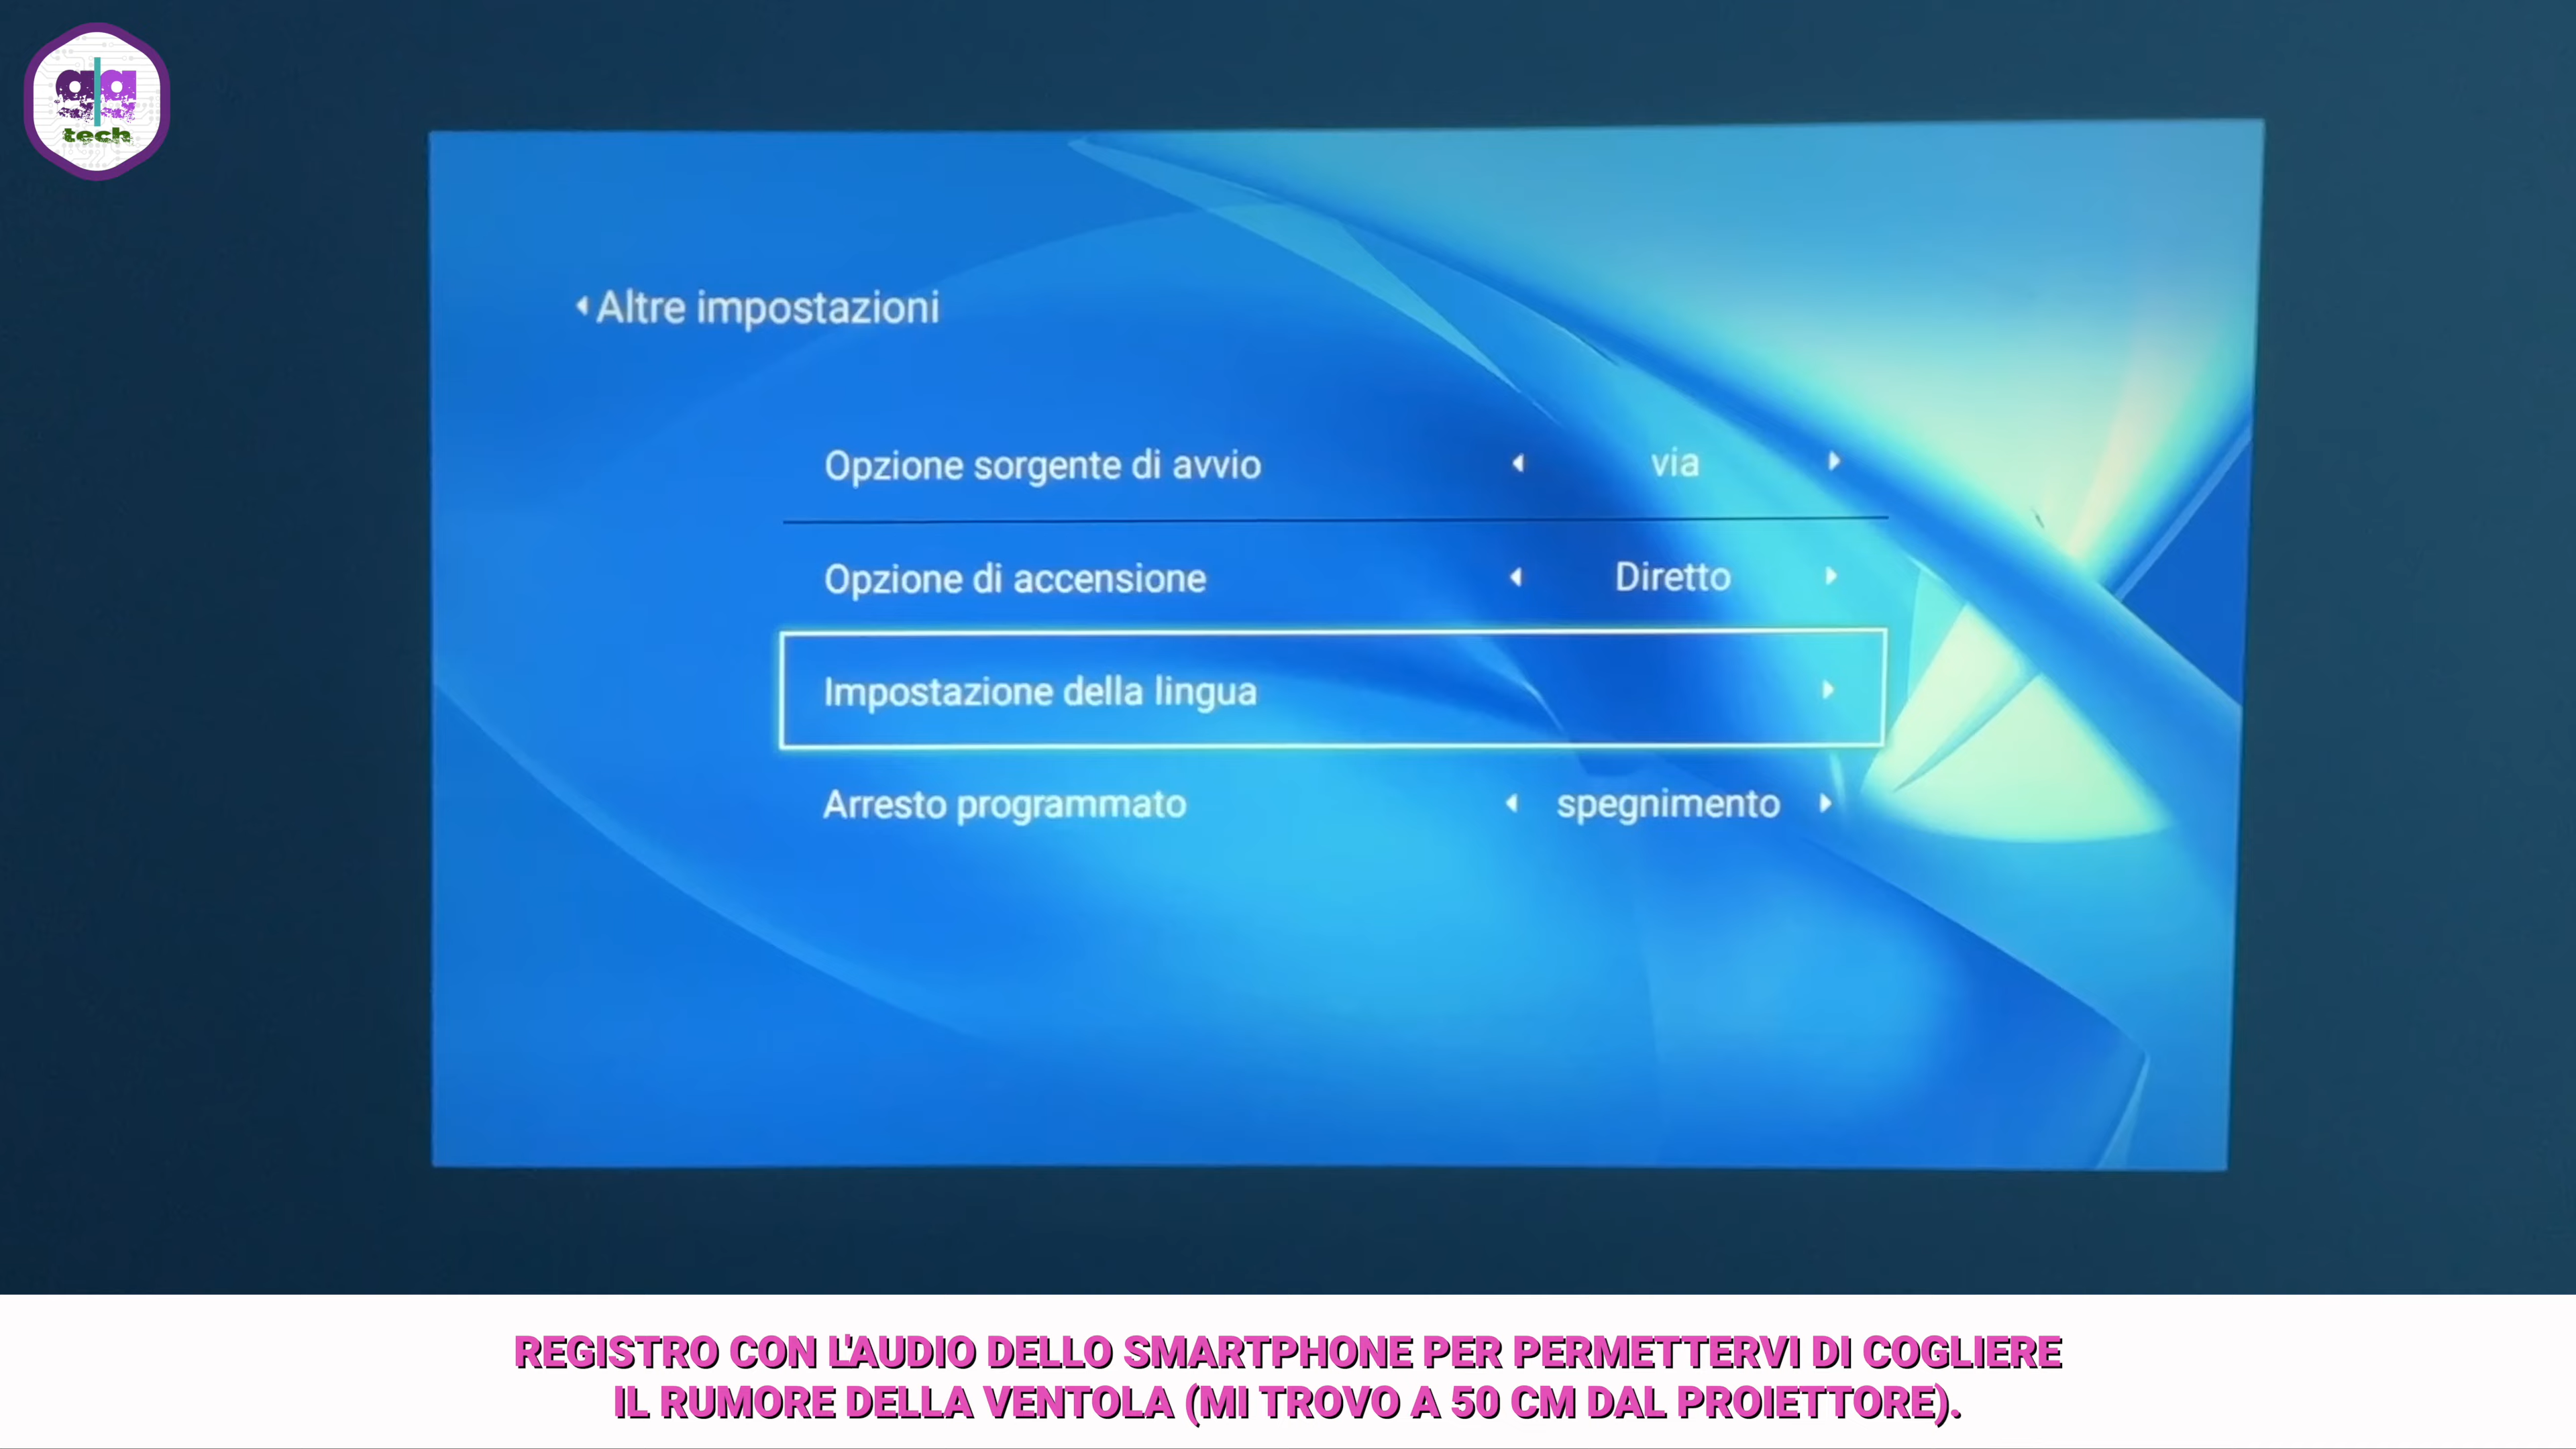 a|a
tech
Altre impostazioni
Opzione sorgente di avvio via
Opzione di accensione Diretto
Impostazione della lingua
Arresto programmato spegnimento
REGISTRO CON L'AUDIO DELLO SMARTPHONE PER PERMETTERVI DI COGLIERE
IL RUMORE DELLA VENTOLA (MI TROVO A 50 CM DAL PROIETTORE).